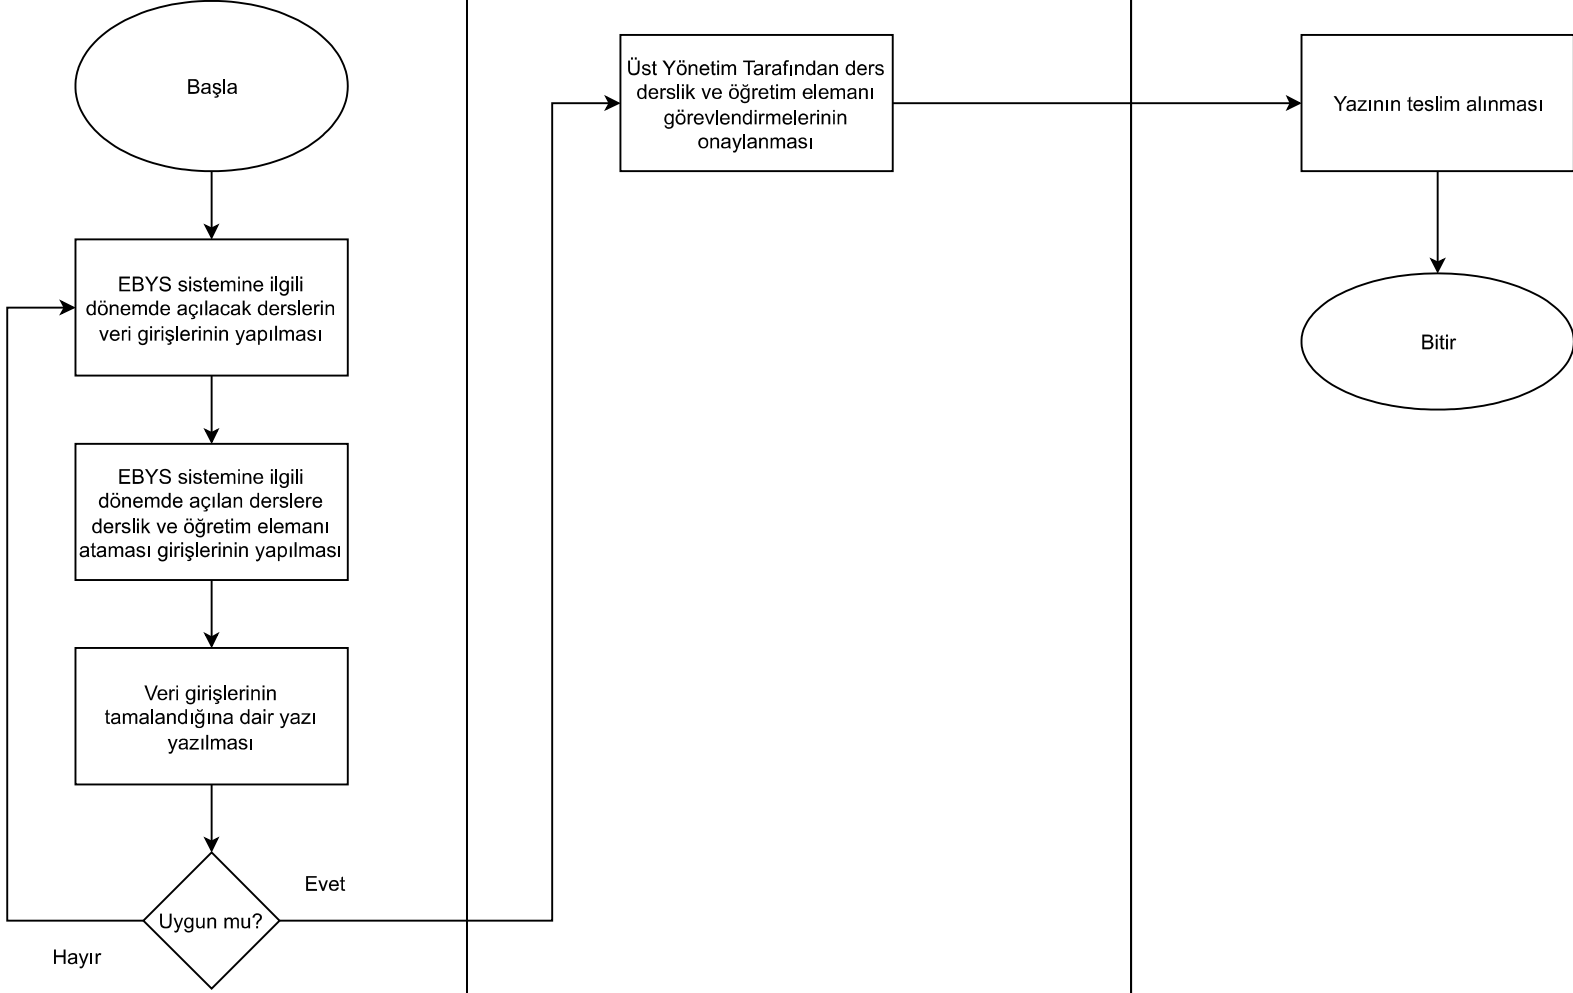 Başla
EBYS sistemine ilgili
dönemde açılacak derslerin
veri girişlerinin yapılması
EBYS sistemine ilgili
dönemde açılan derslere
derslik ve öğretim elemanı
ataması girişlerinin yapılması
Veri girişlerinin
tamalandığına dair yazı
yazılması
Uygun mu?
Evet
Hayır
Üst Yönetim Tarafından ders
derslik ve öğretim elemanı
görevlendirmelerinin
onaylanması
Yazının teslim alınması
Bitir